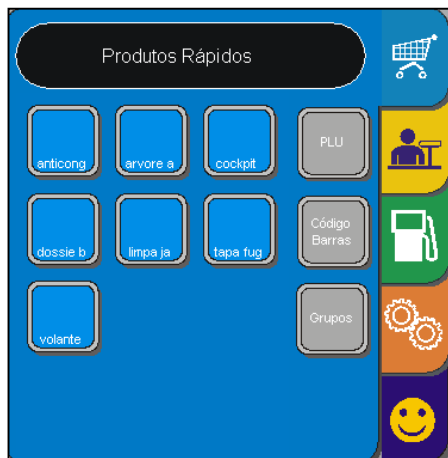 Produtos Rápidos
anticong
arvore a
cockpit
PLU
dossie b
limpa ja
tapa fug
Código
Barras
volante
Grupos